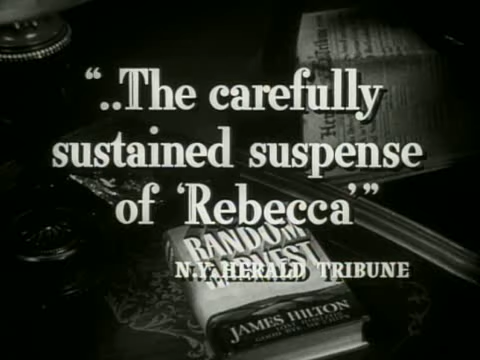 “..The carefully
sustained suspense
of ‘Rebecca’”
N.Y. HERALD TRIBUNE
RANDOM
HARVEST
JAMES HILTON